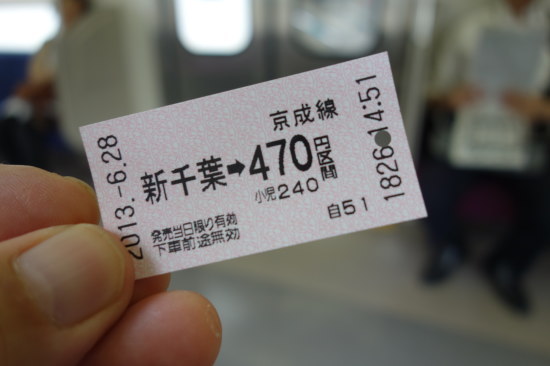 2013.-6.28
京成線
新千葉➡470円区間
小児240
発売当日限り有効
下車前途無効
自51
1826 14:51